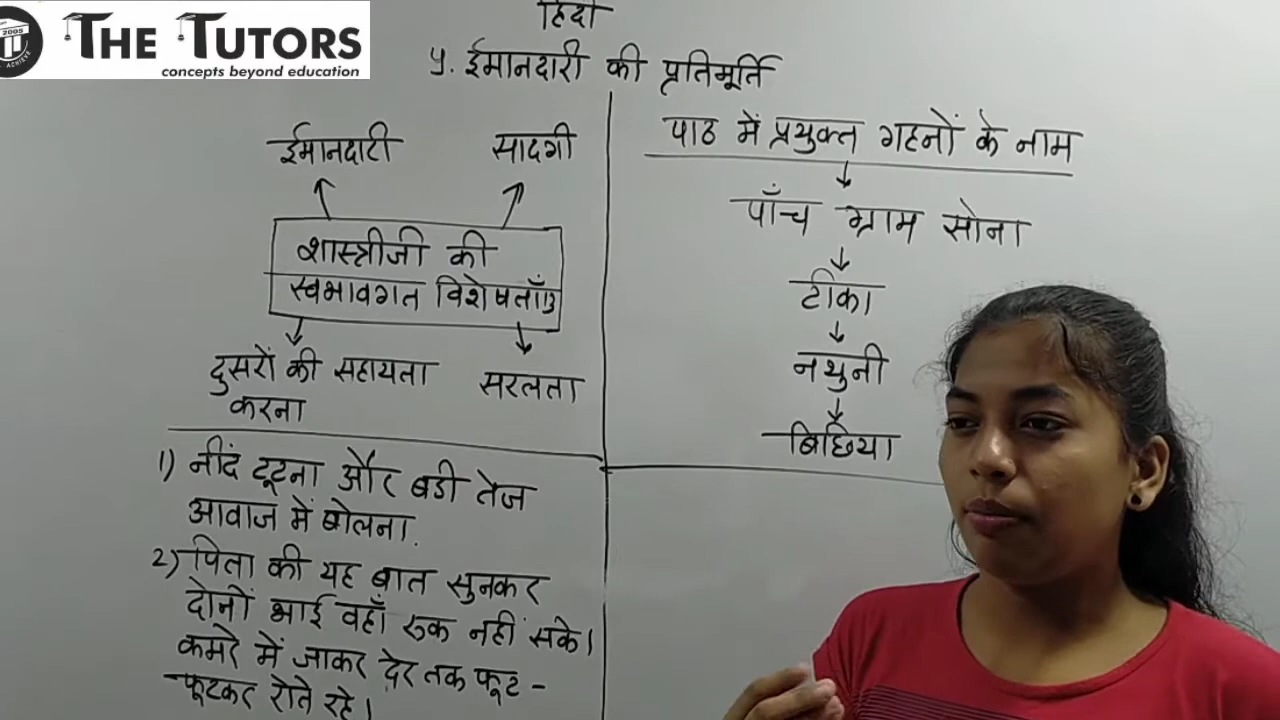 2005
THE TUTORS
concepts beyond education
हिंदी
५. ईमानदारी की प्रतिमूर्ति
ईमानदारी
सादगी
शास्त्रीजी की
स्वभावगत विशेषताएँ
दुसरों की सहायता
करना
सरलता
1) नींद टूटना और बडी तेज
आवाज में बोलना.
2) पिता की यह बात सुनकर
दोनों भाई वहाँ रुक नहीं सके।
कमरे में जाकर देर तक फूट-
फूटकर रोते रहे।
पाठ में प्रयुक्त गहनों के नाम
पाँच ग्राम सोना
टीका
नथुनी
बिछिया